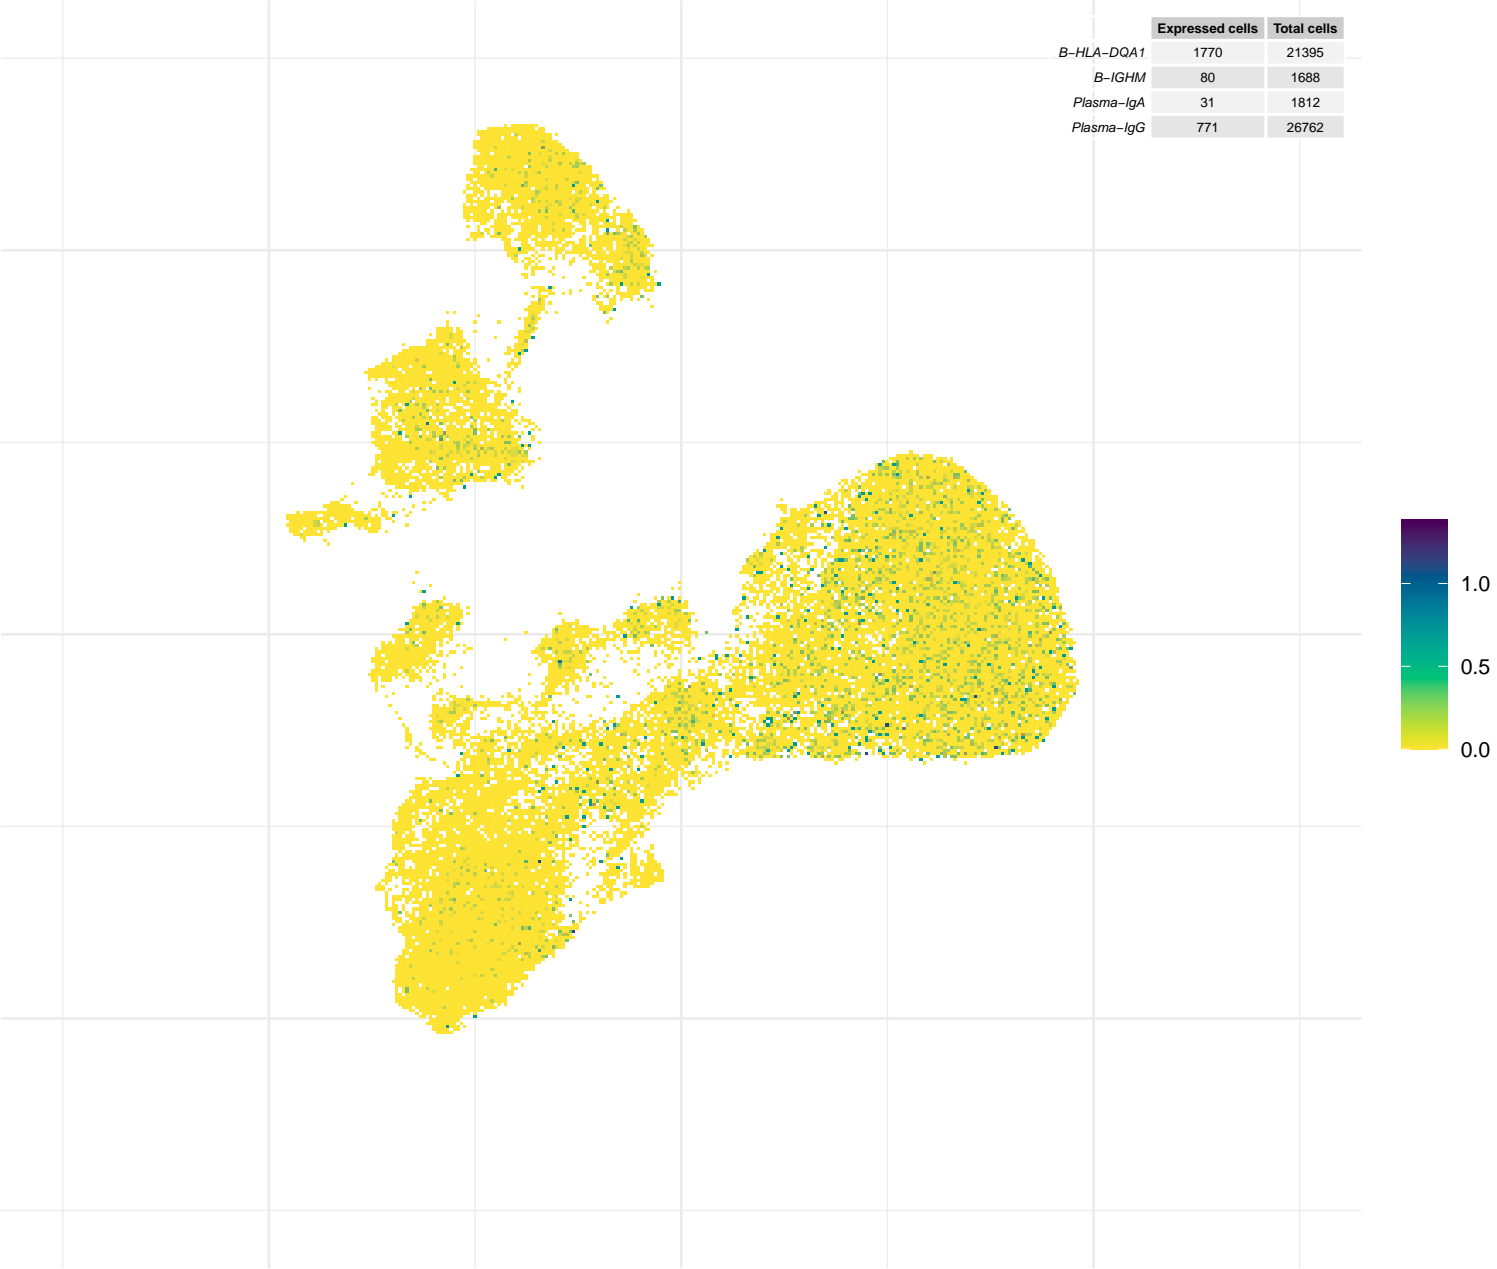 Expressed cells Total cells
B−HLA−DQA1 1770 21395
B−IGHM 80 1688
Plasma−IgA 31 1812
Plasma−IgG 771 26762
1.0
0.5
0.0